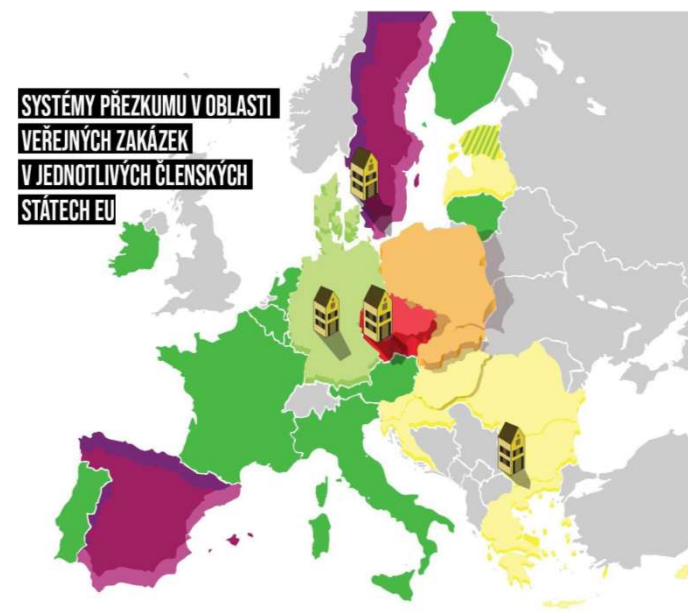 SYSTÉMY PŘEZKUMU V OBLASTI
VEŘEJNÝCH ZAKÁZEK
V JEDNOTLIVÝCH ČLENSKÝCH
STÁTECH EU